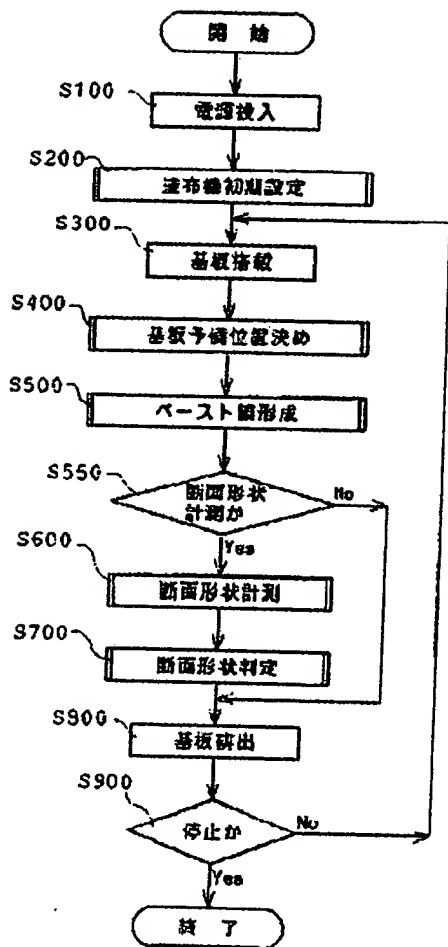 開始
S100
電源投入
S200
塗布機初期設定
S300
基板搭載
S400
基板予備位置決め
S500
ペースト膜形成
S550
断面形状
計測か
No
Yes
S600
断面形状計測
S700
断面形状判定
S800
基板排出
S900
停止か
No
Yes
終了